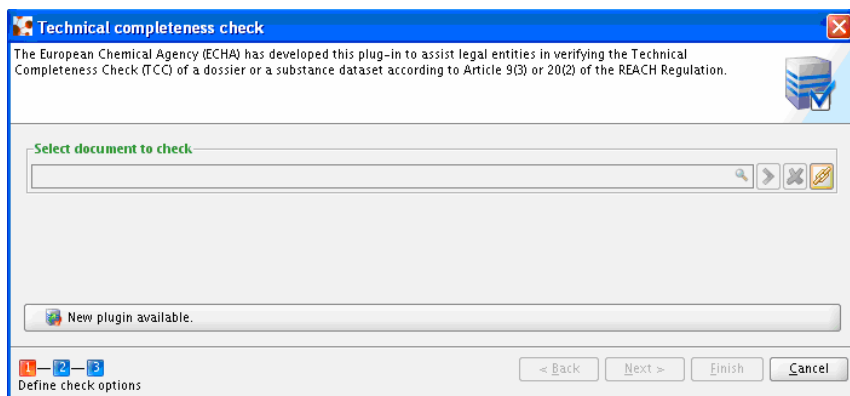 Technical completeness check
The European Chemical Agency (ECHA) has developed this plug-in to assist legal entities in verifying the Technical
Completeness Check (TCC) of a dossier or a substance dataset according to Article 9(3) or 20(2) of the REACH Regulation.
Select document to check
New plugin available.
1 2 3
Define check options
< Back Next > Finish Cancel